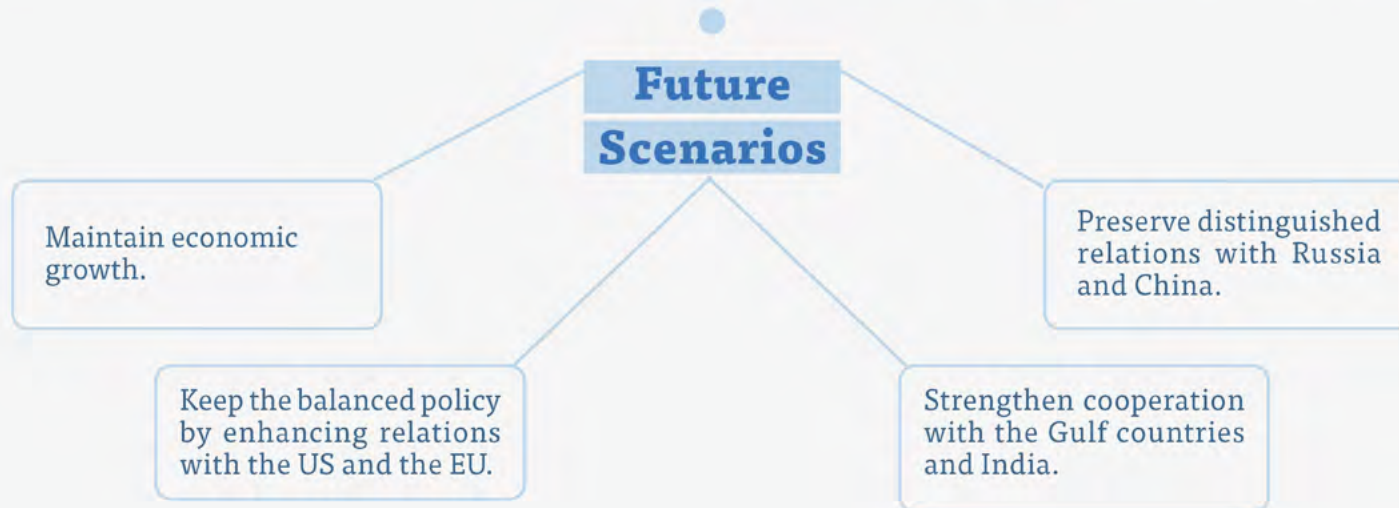 Future
Scenarios
Maintain economic
growth.
Preserve distinguished
relations with Russia
and China.
Keep the balanced policy
by enhancing relations
with the US and the EU.
Strengthen cooperation
with the Gulf countries
and India.